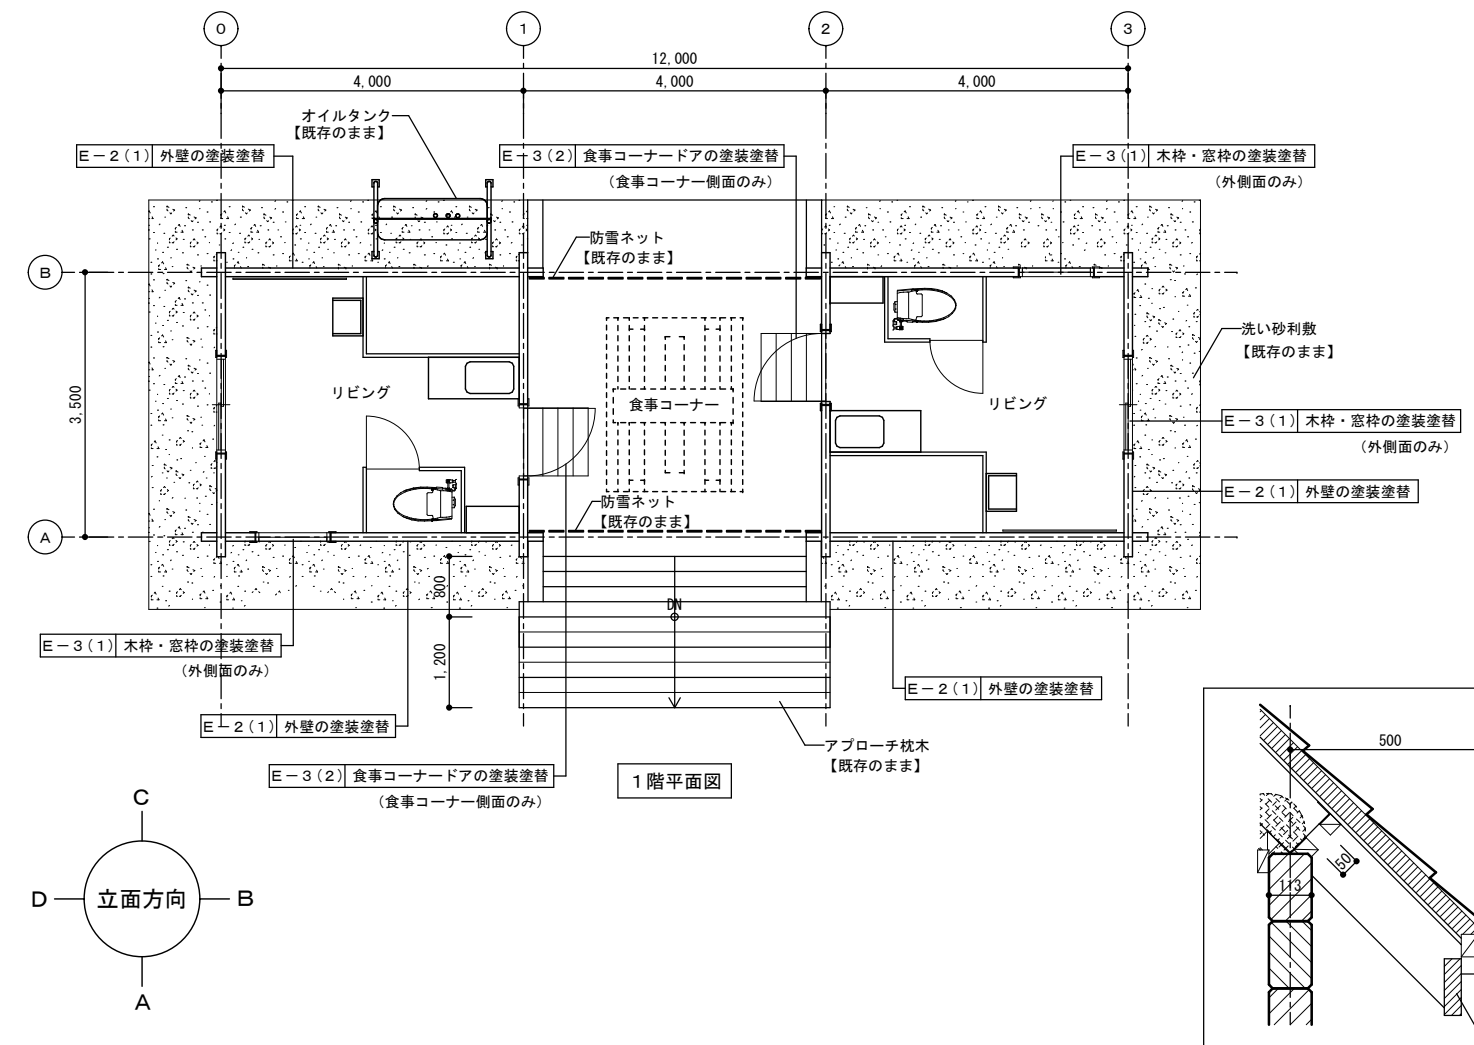 0
1
2
3
12,000
4,000
4,000
4,000
オイルタンク
【既存のまま】
E－2（1） 外壁の塗装塗替
E－3（2） 食事コーナードアの塗装塗替
（食事コーナー側面のみ）
E－3（1） 木枠・窓枠の塗装塗替
（外側面のみ）
防雪ネット
【既存のまま】
B
洗い砂利敷
【既存のまま】
3,500
リビング
食事コーナー
リビング
E－3（1） 木枠・窓枠の塗装塗替
（外側面のみ）
E－2（1） 外壁の塗装塗替
防雪ネット
【既存のまま】
A
800
DN
1,200
E－3（1） 木枠・窓枠の塗装塗替
（外側面のみ）
E－2（1） 外壁の塗装塗替
E－2（1） 外壁の塗装塗替
アプローチ枕木
【既存のまま】
E－3（2） 食事コーナードアの塗装塗替
（食事コーナー側面のみ）
1階平面図
C
D
立面方向
B
A
500
50
113